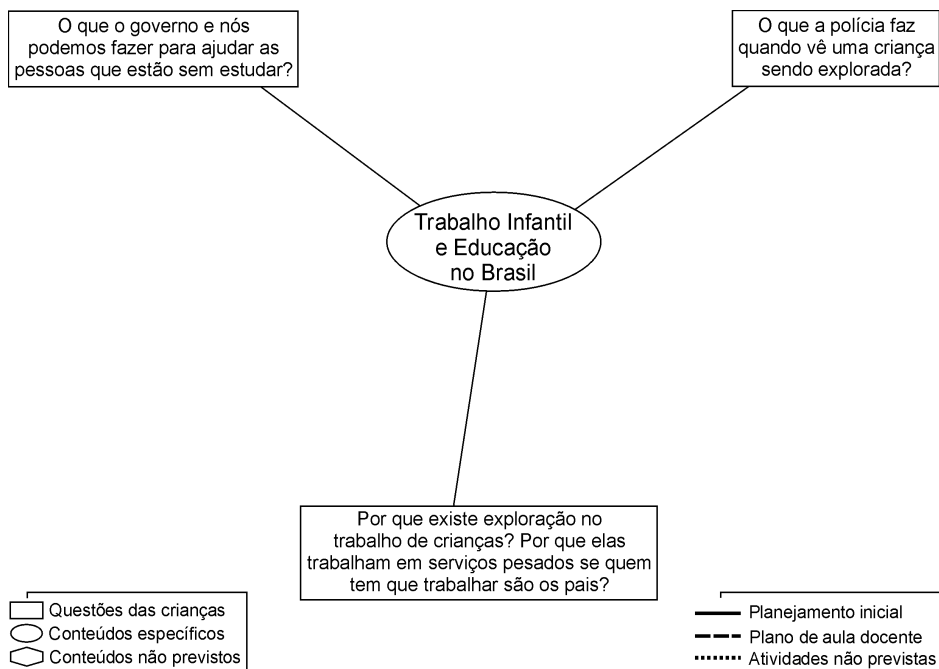 O que o governo e nós
podemos fazer para ajudar as
pessoas que estão sem estudar?
O que a polícia faz
quando vê uma criança
sendo explorada?
Trabalho Infantil
e Educação
no Brasil
Por que existe exploração no
trabalho de crianças? Por que elas
trabalham em serviços pesados se quem
tem que trabalhar são os pais?
Questões das crianças
Conteúdos específicos
Conteúdos não previstos
Planejamento inicial
Plano de aula docente
Atividades não previstas